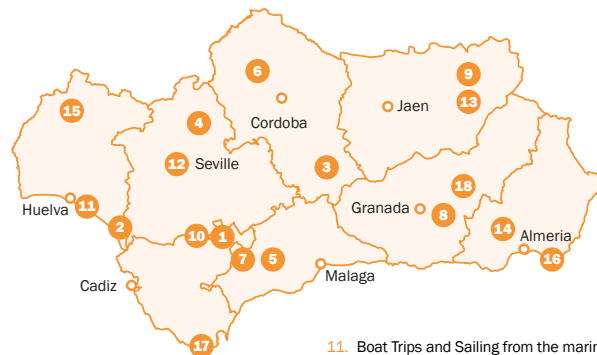 9
6
15
13
Jaen
4
Cordoba
12 Seville
3
18
Huelva
11
Granada
8
2
14
10
1
Almeria
7
5
16
Malaga
Cadiz
17
11. Boat Trips and Sailing from the marin